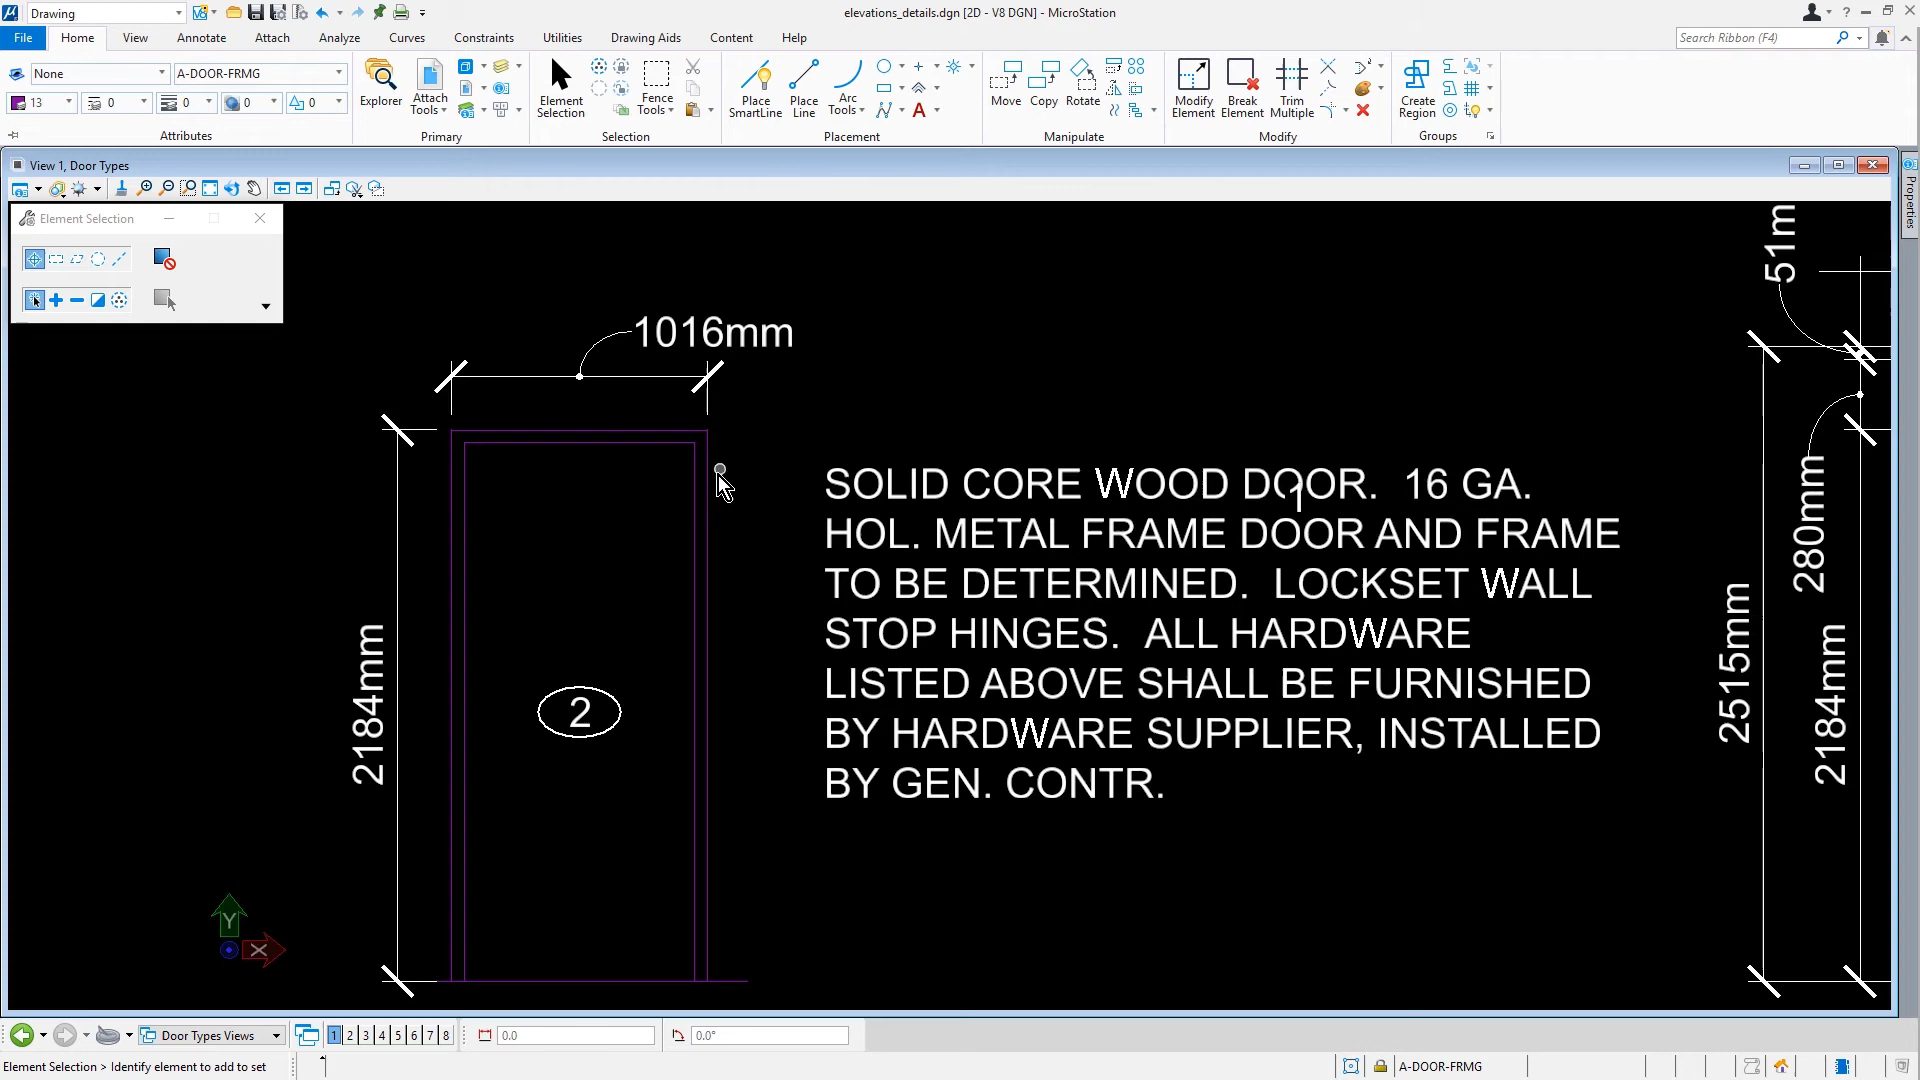 Drawing
elevations_details.dgn [2D - V8 DGN] - MicroStation
File Home View Annotate Attach Analyze Curves Constraints Utilities Drawing Aids Content Help
Search Ribbon (F4)
None A-DOOR-FRMG
13 0 0 0 0
Explorer Attach Tools Element Selection Fence Tools Place SmartLine Place Line Arc Tools Move Copy Rotate Modify Element Break Element Trim Multiple Create Region
Attributes Primary Selection Placement Manipulate Modify Groups
View 1, Door Types
Properties
Element Selection
1016mm
2184mm
2
SOLID CORE WOOD DOOR. 16 GA.
HOL. METAL FRAME DOOR AND FRAME
TO BE DETERMINED. LOCKSET WALL
STOP HINGES. ALL HARDWARE
LISTED ABOVE SHALL BE FURNISHED
BY HARDWARE SUPPLIER, INSTALLED
BY GEN. CONTR.
51m
280mm
2515mm
2184mm
Y
X
Door Types Views 1 2 3 4 5 6 7 8 0.0 0.0°
Element Selection > Identify element to add to set
A-DOOR-FRMG